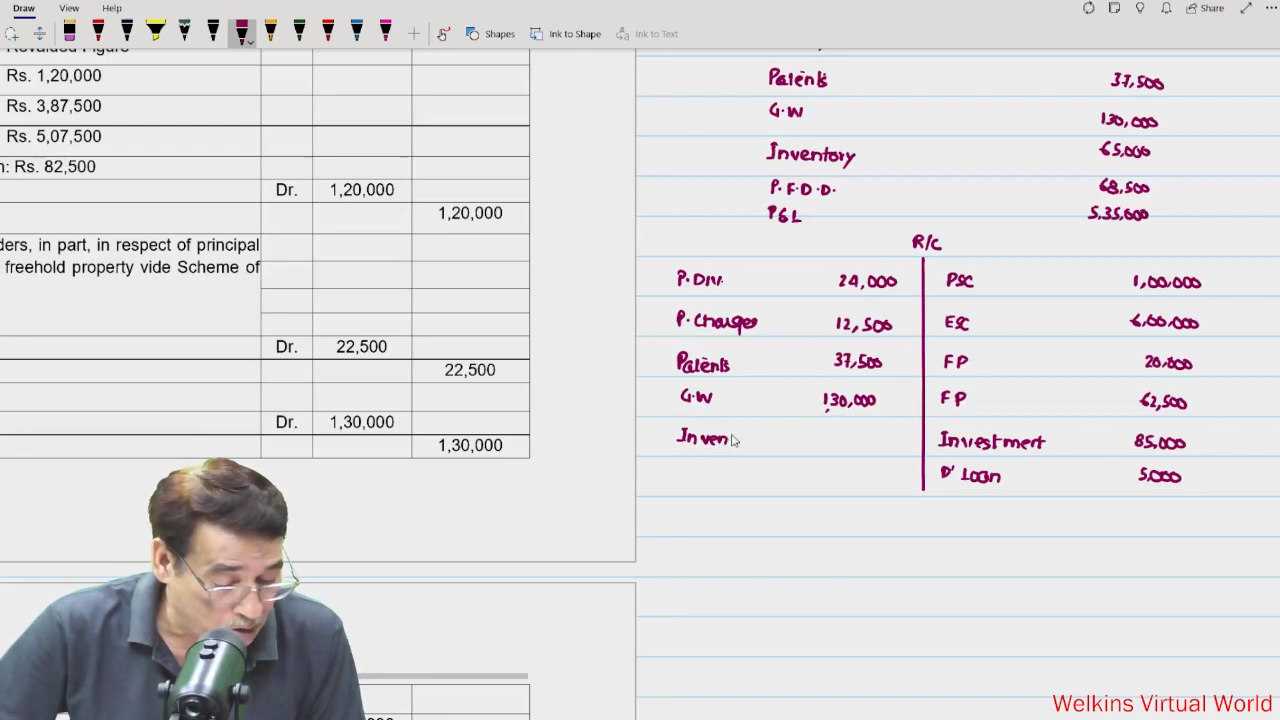 Draw View Help
Share
Shapes Ink to Shape Ink to Text
Revalued Figure
Rs. 1,20,000
Rs. 3,87,500
Rs. 5,07,500
n: Rs. 82,500
Dr. 1,20,000
1,20,000
ders, in part, in respect of principal
freehold property vide Scheme of
Dr. 22,500
22,500
Dr. 1,30,000
1,30,000
Patents 37,500
G.W 130,000
Inventory 65,000
P.F.D.D. 68,500
P&L 5,35,000
R/C
P.Div. 24,000 PSC 1,00,000
P.Charges 12,500 ESC 6,00,000
Patents 37,500 FP 20,000
G.W 1,30,000 FP 62,500
Inven Investment 85,000
D' Loan 5,000
Welkins Virtual World